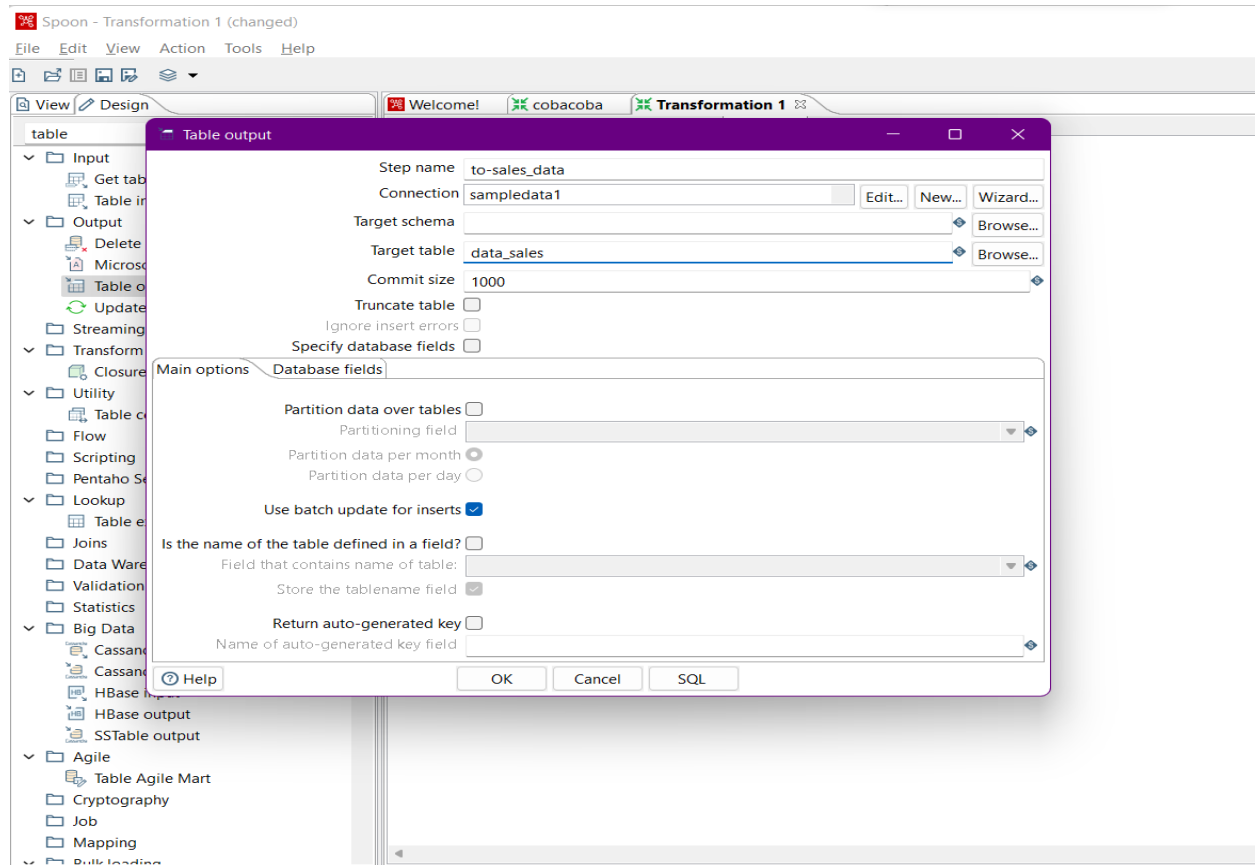 Spoon - Transformation 1 (changed)
File Edit View Action Tools Help
View Design
Welcome! cobacoba Transformation 1
table
Input
Get tab
Table in
Output
Delete
Microso
Table o
Update
Streaming
Transform
Closure
Utility
Table co
Flow
Scripting
Pentaho Se
Lookup
Table e
Joins
Data Ware
Validation
Statistics
Big Data
Cassand
Cassand
HBase input
HBase output
SSTable output
Agile
Table Agile Mart
Cryptography
Job
Mapping
Bulk loading
Table output
Step name to-sales_data
Connection sampledata1 Edit... New... Wizard...
Target schema Browse...
Target table data_sales Browse...
Commit size 1000
Truncate table
Ignore insert errors
Specify database fields
Main options Database fields
Partition data over tables
Partitioning field
Partition data per month
Partition data per day
Use batch update for inserts
Is the name of the table defined in a field?
Field that contains name of table:
Store the tablename field
Return auto-generated key
Name of auto-generated key field
Help OK Cancel SQL